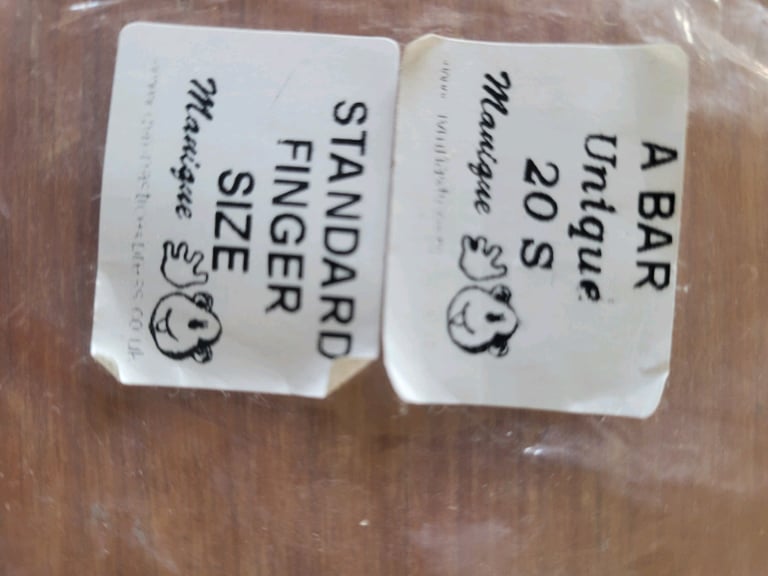 A BAR
Unique
20 S
Manique
STANDARD
FINGER
SIZE
Manique